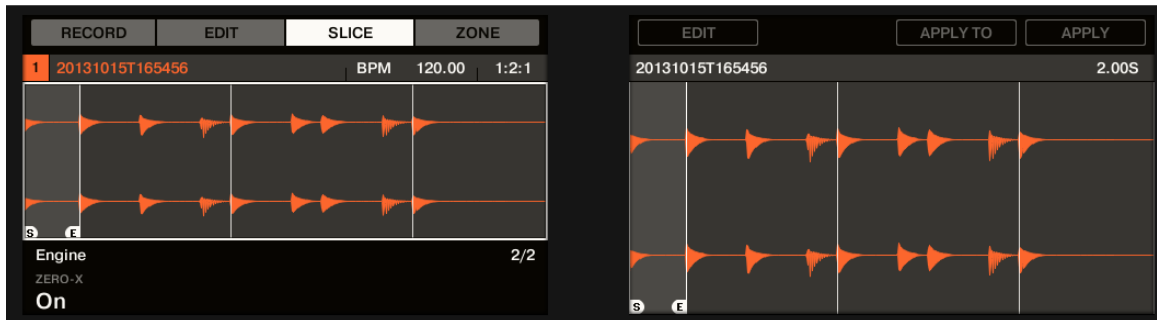 RECORD EDIT SLICE ZONE
1 20131015T165456 BPM 120.00 1:2:1
S E
Engine 2/2
ZERO-X
On
EDIT APPLY TO APPLY
20131015T165456 2.00S
S E